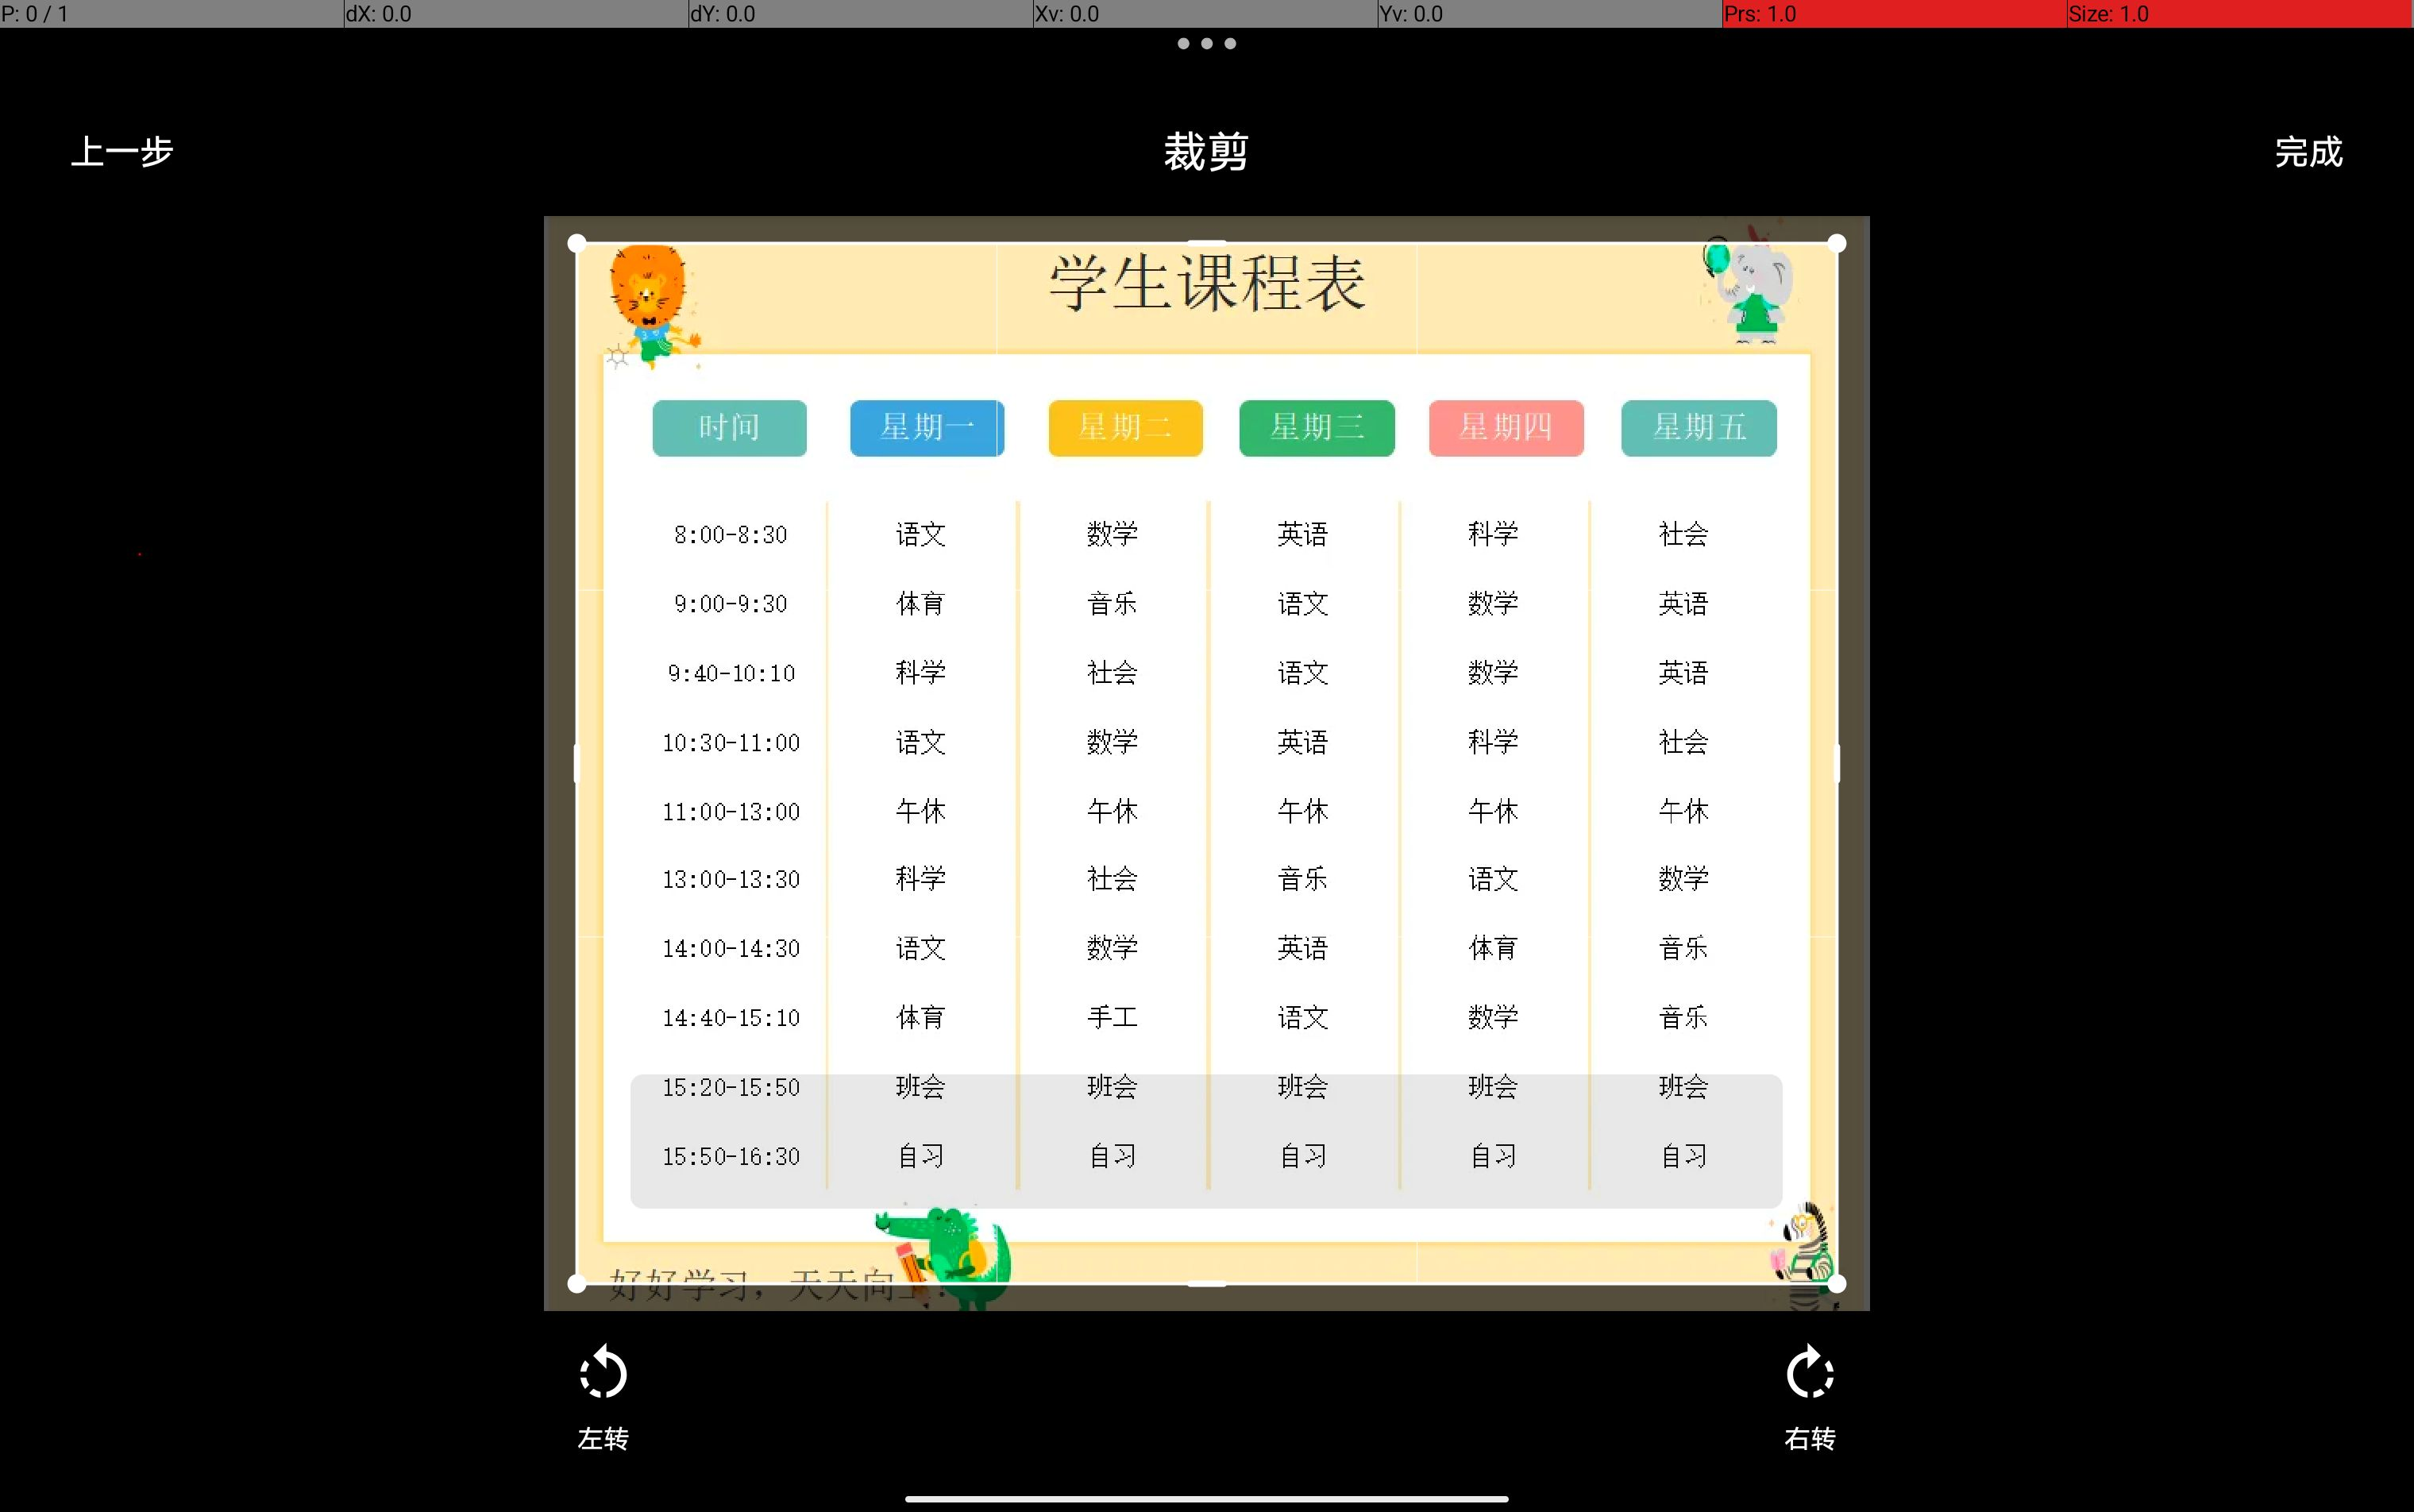 P: 0 / 1 dX: 0.0 dY: 0.0 Xv: 0.0 Yv: 0.0 Prs: 1.0 Size: 1.0
上一步 裁剪 完成
学生课程表
时间 星期一 星期二 星期三 星期四 星期五
8:00-8:30 语文 数学 英语 科学 社会
9:00-9:30 体育 音乐 语文 数学 英语
9:40-10:10 科学 社会 语文 数学 英语
10:30-11:00 语文 数学 英语 科学 社会
11:00-13:00 午休 午休 午休 午休 午休
13:00-13:30 科学 社会 音乐 语文 数学
14:00-14:30 语文 数学 英语 体育 音乐
14:40-15:10 体育 手工 语文 数学 音乐
15:20-15:50 班会 班会 班会 班会 班会
15:50-16:30 自习 自习 自习 自习 自习
好好学习，天天向上！
左转 右转